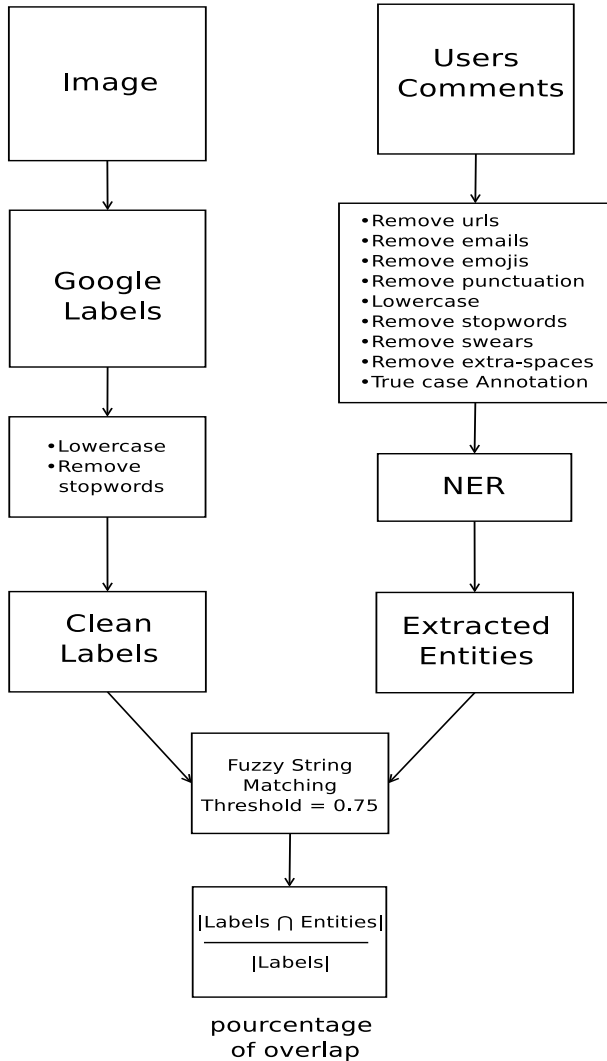 Image
Google
Labels
•Lowercase
•Remove
stopwords
Clean
Labels
Users
Comments
•Remove urls
•Remove emails
•Remove emojis
•Remove punctuation
•Lowercase
•Remove stopwords
•Remove swears
•Remove extra-spaces
•True case Annotation
NER
Extracted
Entities
Fuzzy String
Matching
Threshold = 0.75
|Labels ⋂ Entities|
|Labels|
pourcentage
of overlap